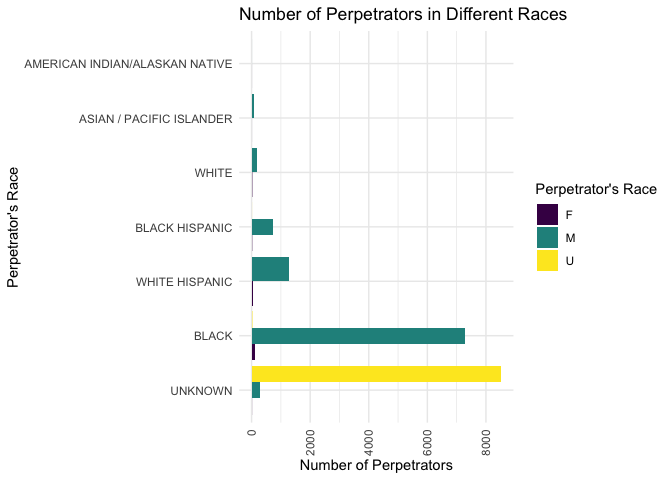 Number of Perpetrators in Different Races
AMERICAN INDIAN/ALASKAN NATIVE
ASIAN / PACIFIC ISLANDER
WHITE
BLACK HISPANIC
WHITE HISPANIC
BLACK
UNKNOWN
Perpetrator's Race
0
2000
4000
6000
8000
Number of Perpetrators
Perpetrator's Race
F
M
U